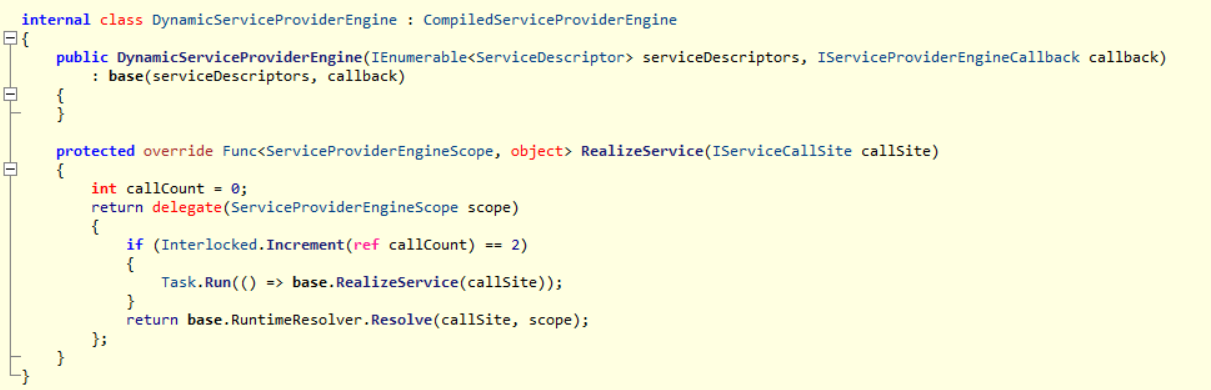 internal class DynamicServiceProviderEngine : CompiledServiceProviderEngine
{
    public DynamicServiceProviderEngine(IEnumerable<ServiceDescriptor> serviceDescriptors, IServiceProviderEngineCallback callback)
        : base(serviceDescriptors, callback)
    {
    }
    protected override Func<ServiceProviderEngineScope, object> RealizeService(IServiceCallSite callSite)
    {
        int callCount = 0;
        return delegate(ServiceProviderEngineScope scope)
        {
            if (Interlocked.Increment(ref callCount) == 2)
            {
                Task.Run(() => base.RealizeService(callSite));
            }
            return base.RuntimeResolver.Resolve(callSite, scope);
        };
    }
}